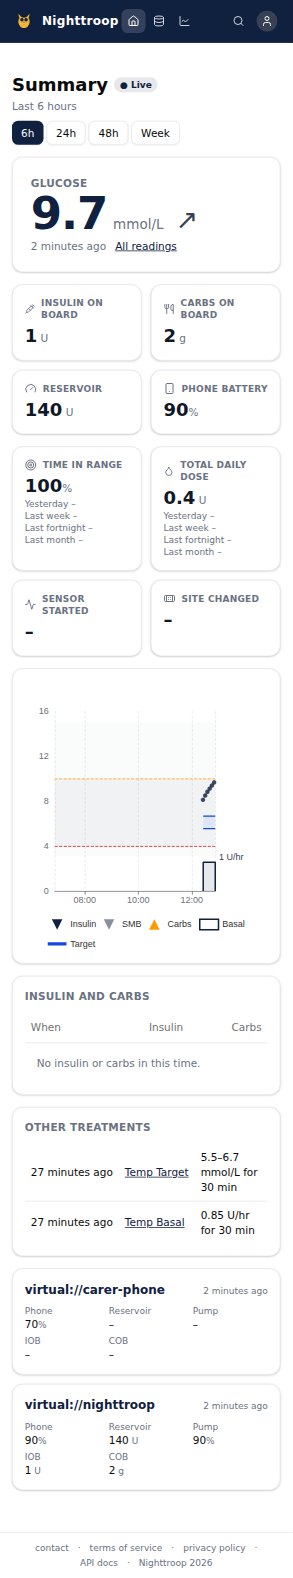 Nighttroop
Summary ● Live
Last 6 hours
6h 24h 48h Week
GLUCOSE
9.7 mmol/L ↗
2 minutes ago All readings
INSULIN ON BOARD
1 U
CARBS ON BOARD
2 g
RESERVOIR
140 U
PHONE BATTERY
90%
TIME IN RANGE
100%
Yesterday –
Last week –
Last fortnight –
Last month –
TOTAL DAILY DOSE
0.4 U
Yesterday –
Last week –
Last fortnight –
Last month –
SENSOR STARTED
–
SITE CHANGED
–
16
12
8
4
0
1 U/hr
08:00 10:00 12:00
Insulin SMB Carbs Basal
Target
INSULIN AND CARBS
When Insulin Carbs
No insulin or carbs in this time.
OTHER TREATMENTS
27 minutes ago Temp Target 5.5–6.7 mmol/L for 30 min
27 minutes ago Temp Basal 0.85 U/hr for 30 min
virtual://carer-phone 2 minutes ago
Phone Reservoir Pump
70% – –
IOB COB
– –
virtual://nighttroop 2 minutes ago
Phone Reservoir Pump
90% 140 U 90%
IOB COB
1 U 2 g
contact · terms of service · privacy policy ·
API docs · Nighttroop 2026